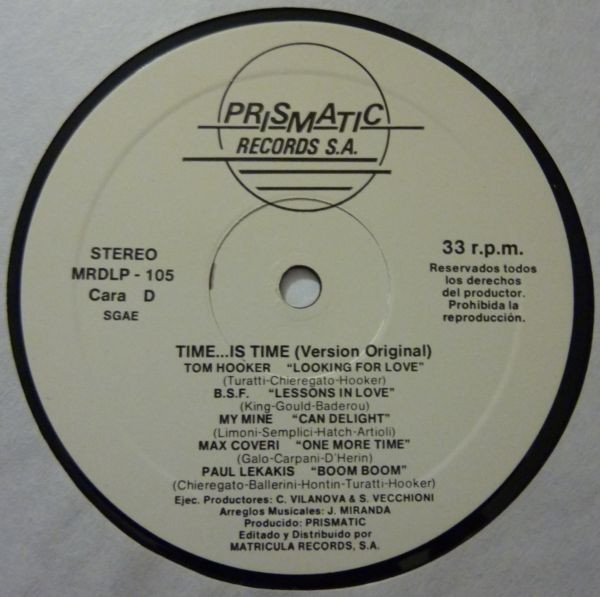 PRISMATIC
RECORDS S.A.
STEREO
MRDLP - 105
Cara D
SGAE
33 r.p.m.
Reservados todos
los derechos
del productor.
Prohibida la
reproducción.
TIME...IS TIME (Version Original)
TOM HOOKER “LOOKING FOR LOVE”
(Turatti-Chieregato-Hooker)
B.S.F. “LESSONS IN LOVE”
(King-Gould-Baderou)
MY MINE “CAN DELIGHT”
(Limoni-Semplici-Hatch-Artioli)
MAX COVERI “ONE MORE TIME”
(Galo-Carpani-D’Herin)
PAUL LEKAKIS “BOOM BOOM”
(Chieregato-Ballerini-Hontin-Turatti-Hooker)
Ejec. Productores: C. VILANOVA & S. VECCHIONI
Arreglos Musicales: J. MIRANDA
Producido: PRISMATIC
Editado y Distribuido por
MATRICULA RECORDS, S.A.